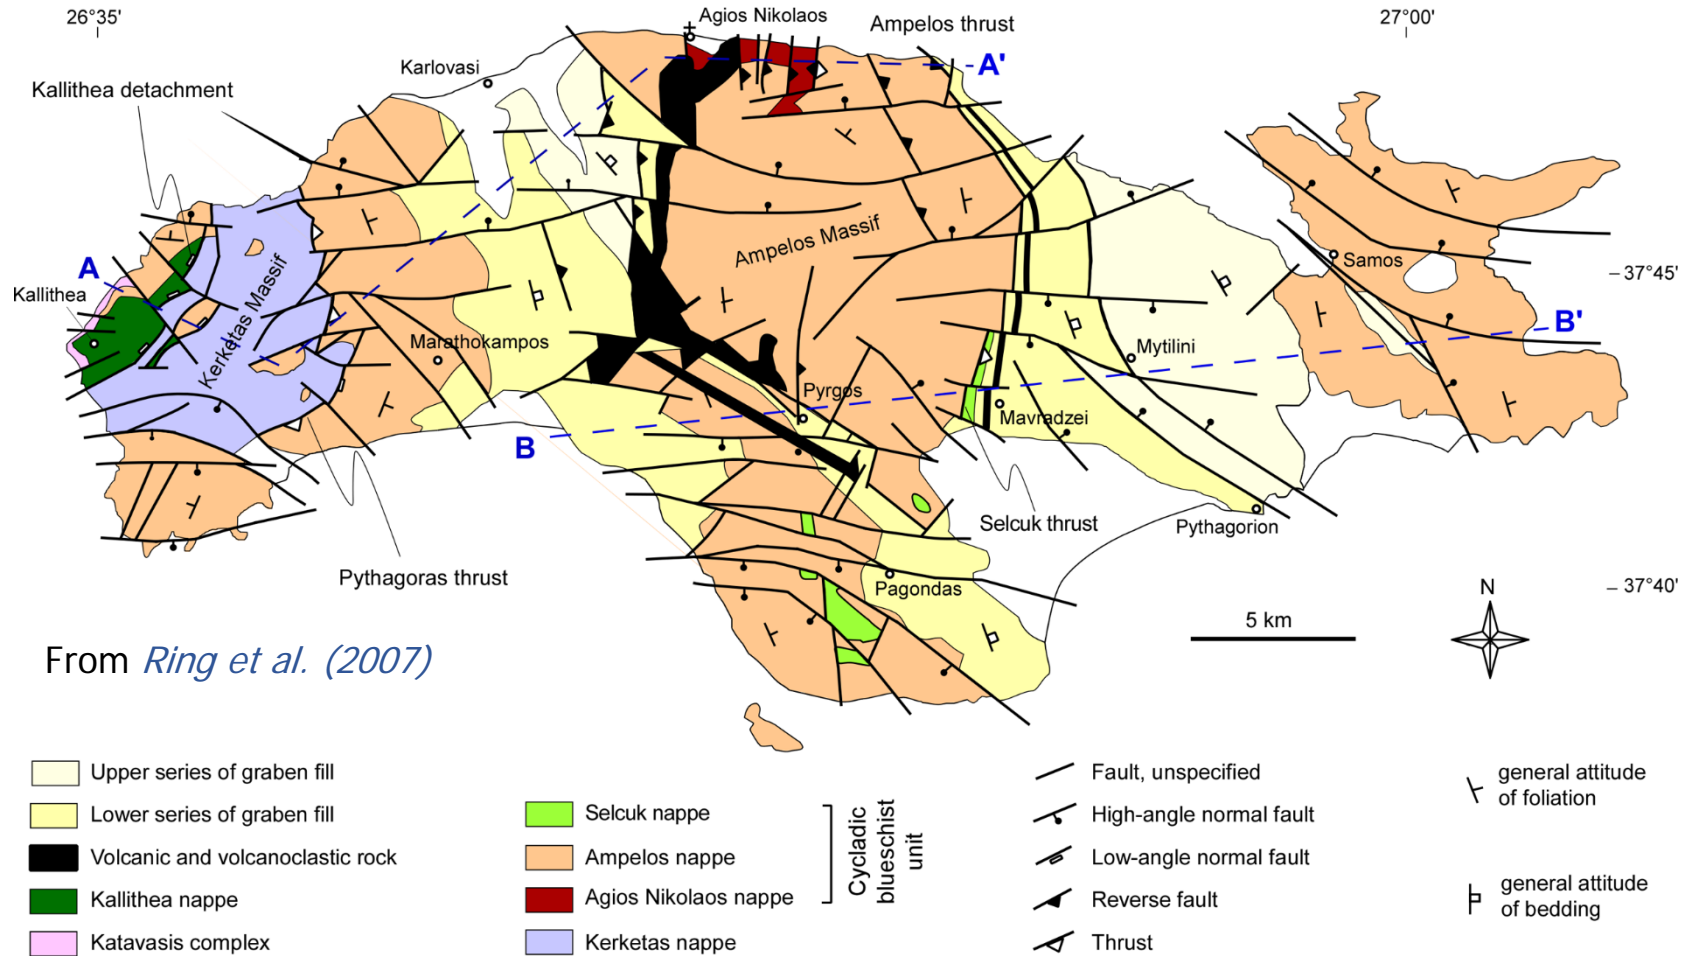 26°35'
27°00'
Agios Nikolaos
Ampelos thrust
Karlovasi
A'
Kallithea detachment
Ampelos Massif
Samos
37°45'
A
Kallithea
Kerketas Massif
B'
Marathokampos
Mytilini
Pyrgos
Mavradzei
B
Selcuk thrust
Pythagorion
Pythagoras thrust
Pagondas
37°40'
N
5 km
From Ring et al. (2007)
Upper series of graben fill
Lower series of graben fill
Volcanic and volcanoclastic rock
Kallithea nappe
Katavasis complex
Selcuk nappe
Ampelos nappe
Agios Nikolaos nappe
Kerketas nappe
Cycladic
blueschist
unit
Fault, unspecified
High-angle normal fault
Low-angle normal fault
Reverse fault
Thrust
general attitude
of foliation
general attitude
of bedding